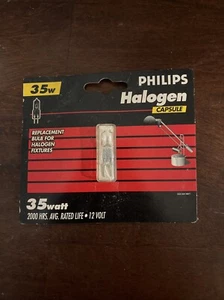 35w
PHILIPS
Halogen
CAPSULE
REPLACEMENT
BULB FOR
HALOGEN
FIXTURES
35watt
2000 HRS. AVG. RATED LIFE • 12 VOLT